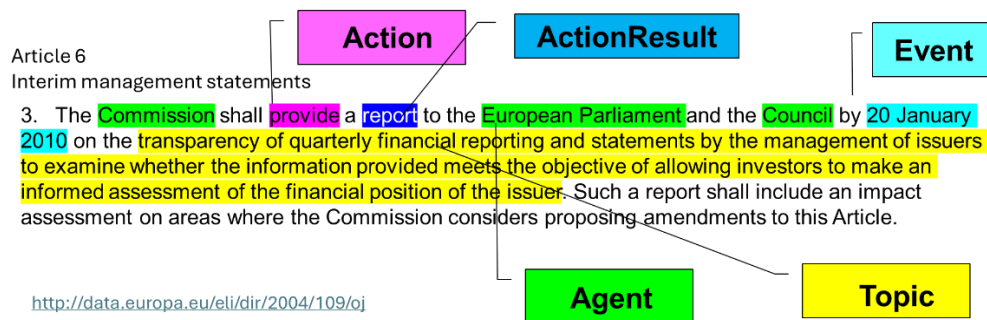 Action
ActionResult
Event
Article 6
Interim management statements
3. The Commission shall provide a report to the European Parliament and the Council by 20 January
2010 on the transparency of quarterly financial reporting and statements by the management of issuers
to examine whether the information provided meets the objective of allowing investors to make an
informed assessment of the financial position of the issuer. Such a report shall include an impact
assessment on areas where the Commission considers proposing amendments to this Article.
http://data.europa.eu/eli/dir/2004/109/oj
Agent
Topic